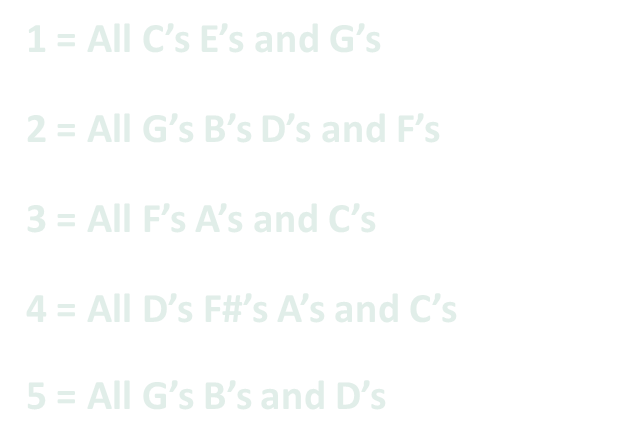 1 = All C’s E’s and G’s
2 = All G’s B’s D’s and F’s
3 = All F’s A’s and C’s
4 = All D’s F#’s A’s and C’s
5 = All G’s B’s and D’s